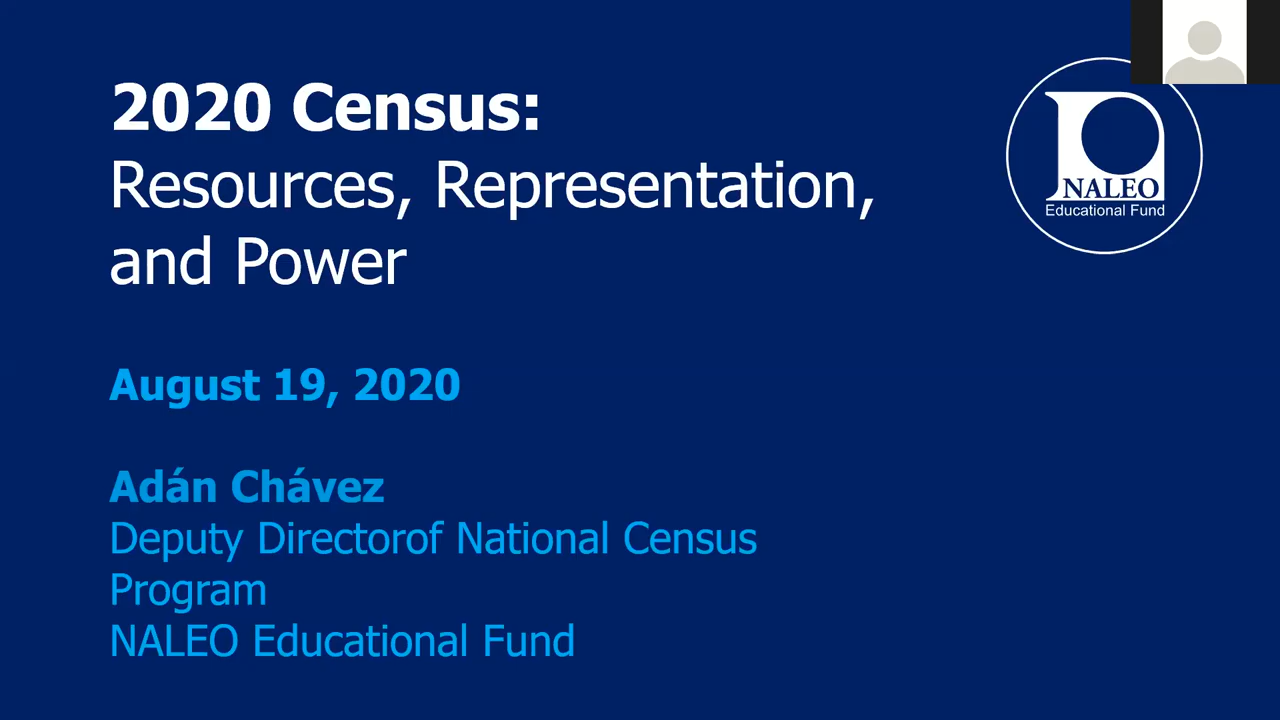 2020 Census:
Resources, Representation,
and Power
NALEO
Educational Fund
August 19, 2020
Adán Chávez
Deputy Directorof National Census
Program
NALEO Educational Fund